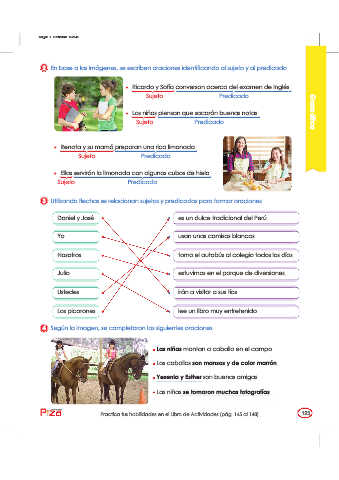 2 En base a las imágenes, se escriben oraciones identificando al sujeto y al predicado
• Ricardo y Sofía conversan acerca del examen de inglés
Sujeto Predicado
• Los niños piensan que sacarán buenas notas
Sujeto Predicado
Gramática
• Renata y su mamá preparan una rica limonada
Sujeto Predicado
• Ellas servirán la limonada con algunos cubos de hielo
Sujeto Predicado
3 Utilizando flechas se relacionan sujetos y predicados para formar oraciones
Daniel y José es un dulce tradicional del Perú
Yo usan unas camisas blancas
Nosotros toma el autobús al colegio todos los días
Julio estuvimos en el parque de diversiones
Ustedes irán a visitar a sus tíos
Los picarones lee un libro muy entretenido
4 Según la imagen, se completaron las siguientes oraciones
• Las niñas montan a caballo en el campo
• Los caballos son mansos y de color marrón
• Yesenia y Esther son buenas amigas
• Las niñas se tomaron muchas fotografías
Practica tus habilidades en el Libro de Actividades (pág. 145 al 148)